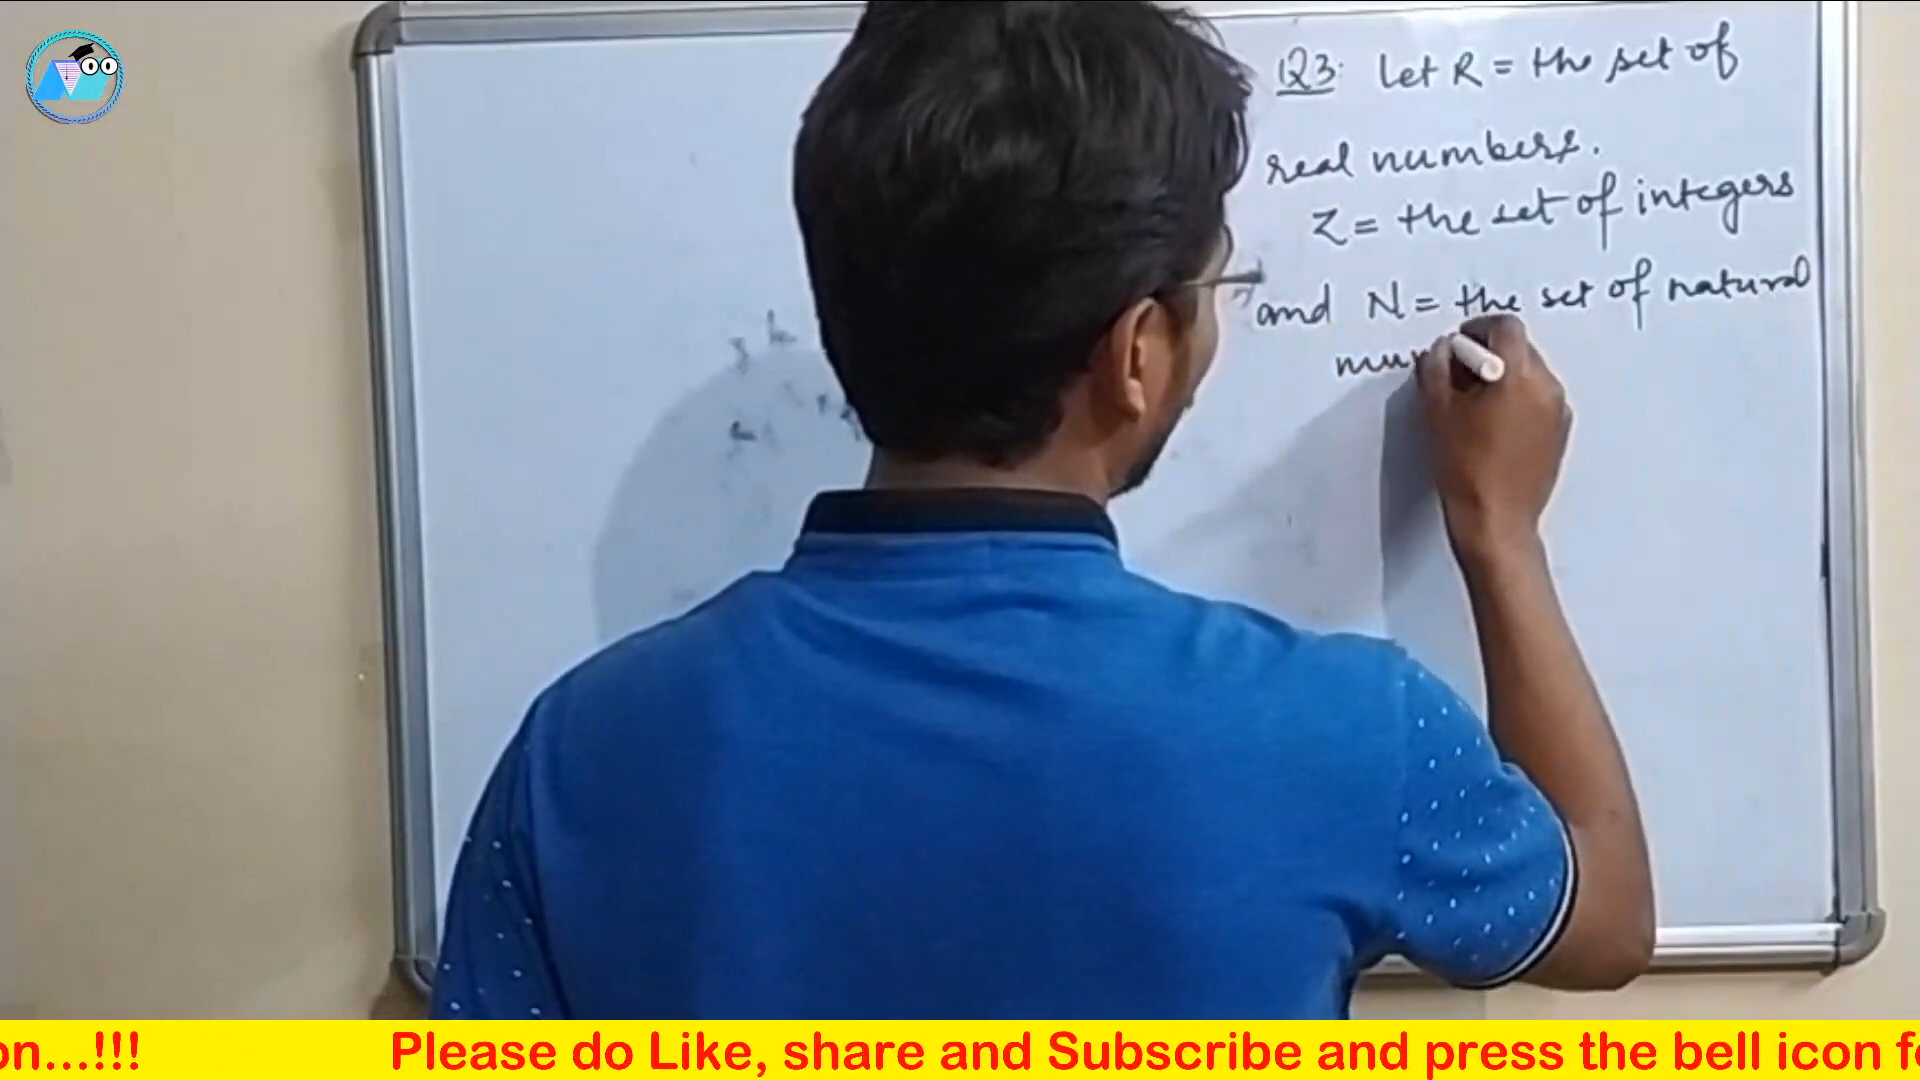 Q3. Let R = the set of
real numbers.
Z = the set of integers
and N = the set of natural
on...!!! Please do Like, share and Subscribe and press the bell icon fo